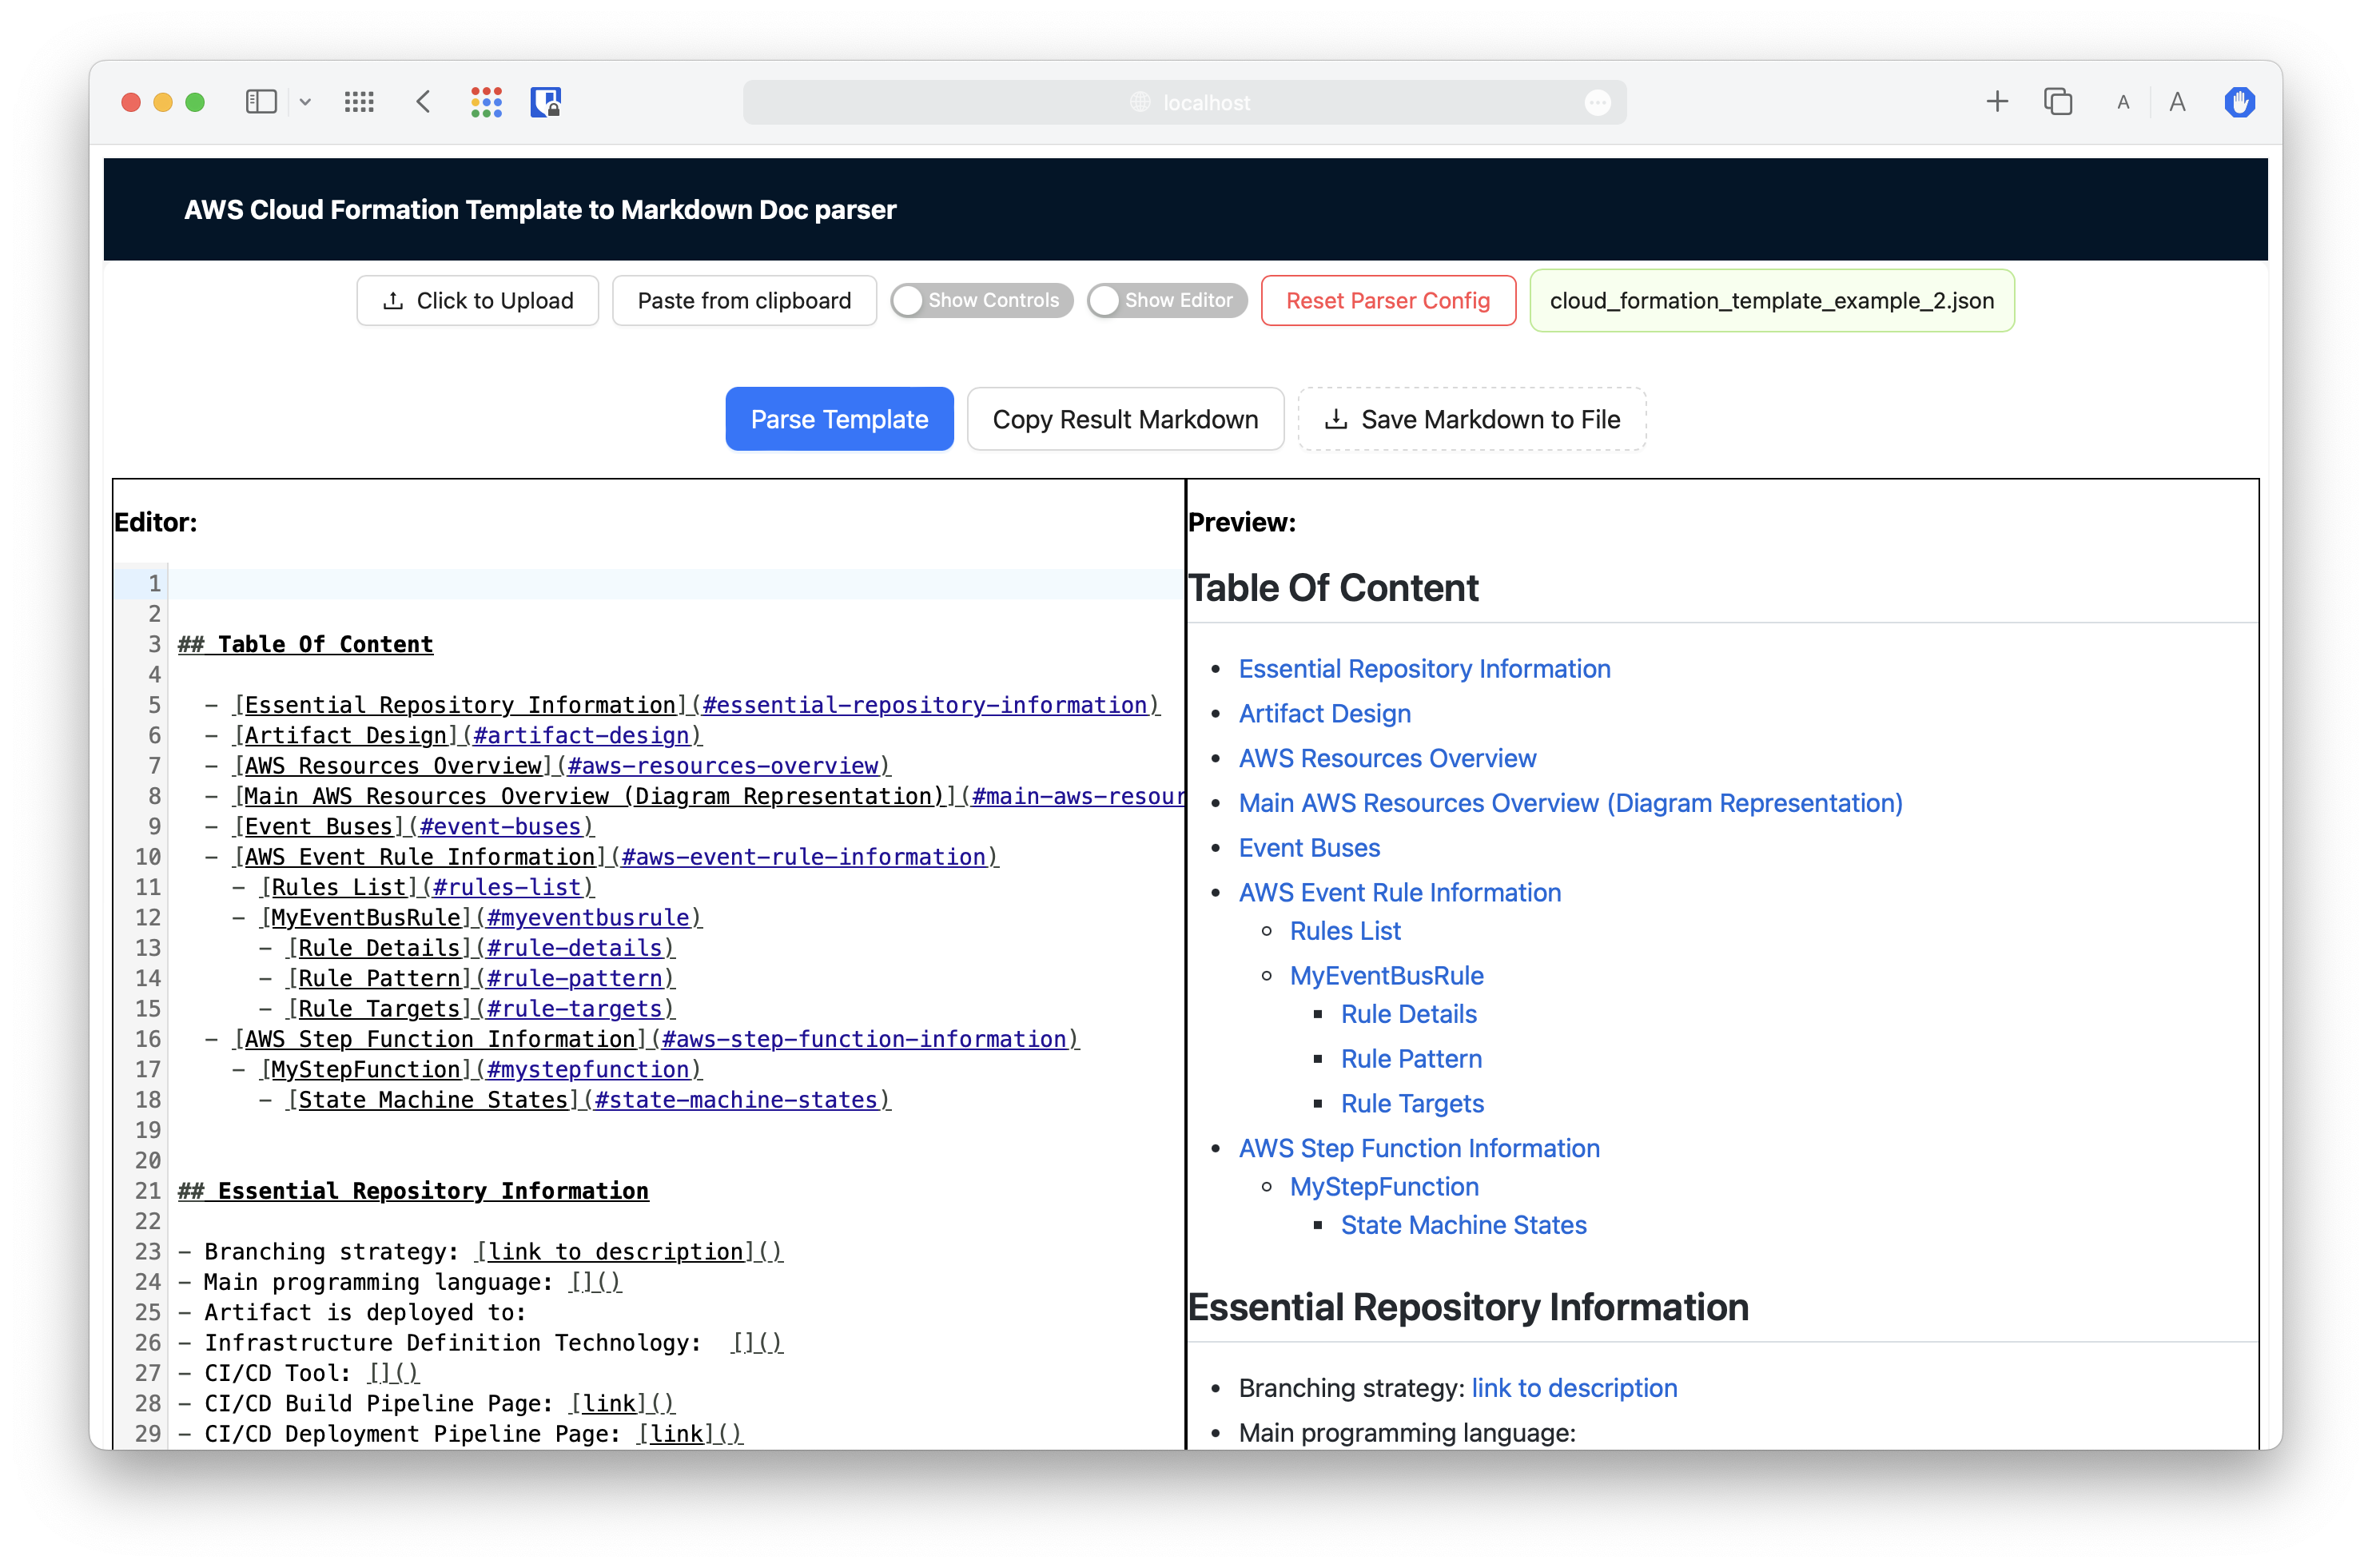 localhost
A A
AWS Cloud Formation Template to Markdown Doc parser
Click to Upload
Paste from clipboard
Show Controls
Show Editor
Reset Parser Config
cloud_formation_template_example_2.json
Parse Template
Copy Result Markdown
Save Markdown to File
Editor:
1
2
3 ## Table Of Content
4
5 - [Essential Repository Information](#essential-repository-information)
6 - [Artifact Design](#artifact-design)
7 - [AWS Resources Overview](#aws-resources-overview)
8 - [Main AWS Resources Overview (Diagram Representation)](#main-aws-resour
9 - [Event Buses](#event-buses)
10 - [AWS Event Rule Information](#aws-event-rule-information)
11 - [Rules List](#rules-list)
12 - [MyEventBusRule](#myeventbusrule)
13 - [Rule Details](#rule-details)
14 - [Rule Pattern](#rule-pattern)
15 - [Rule Targets](#rule-targets)
16 - [AWS Step Function Information](#aws-step-function-information)
17 - [MyStepFunction](#mystepfunction)
18 - [State Machine States](#state-machine-states)
19
20
21 ## Essential Repository Information
22
23 - Branching strategy: [link to description]()
24 - Main programming language: []()
25 - Artifact is deployed to:
26 - Infrastructure Definition Technology:  []()
27 - CI/CD Tool: []()
28 - CI/CD Build Pipeline Page: [link]()
29 - CI/CD Deployment Pipeline Page: [link]()
Preview:
Table Of Content
• Essential Repository Information
• Artifact Design
• AWS Resources Overview
• Main AWS Resources Overview (Diagram Representation)
• Event Buses
• AWS Event Rule Information
◦ Rules List
◦ MyEventBusRule
▪ Rule Details
▪ Rule Pattern
▪ Rule Targets
• AWS Step Function Information
◦ MyStepFunction
▪ State Machine States
Essential Repository Information
• Branching strategy: link to description
• Main programming language: